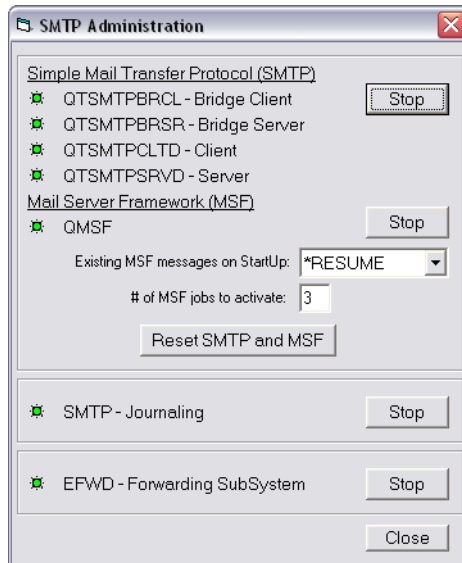 SMTP Administration
Simple Mail Transfer Protocol (SMTP)
QTSMTPBRCL - Bridge Client
Stop
QTSMTPBRSR - Bridge Server
QTSMTPCLTD - Client
QTSMTPSRVD - Server
Mail Server Framework (MSF)
QMSF
Stop
Existing MSF messages on StartUp: *RESUME
# of MSF jobs to activate: 3
Reset SMTP and MSF
SMTP - Journaling
Stop
EFWD - Forwarding SubSystem
Stop
Close